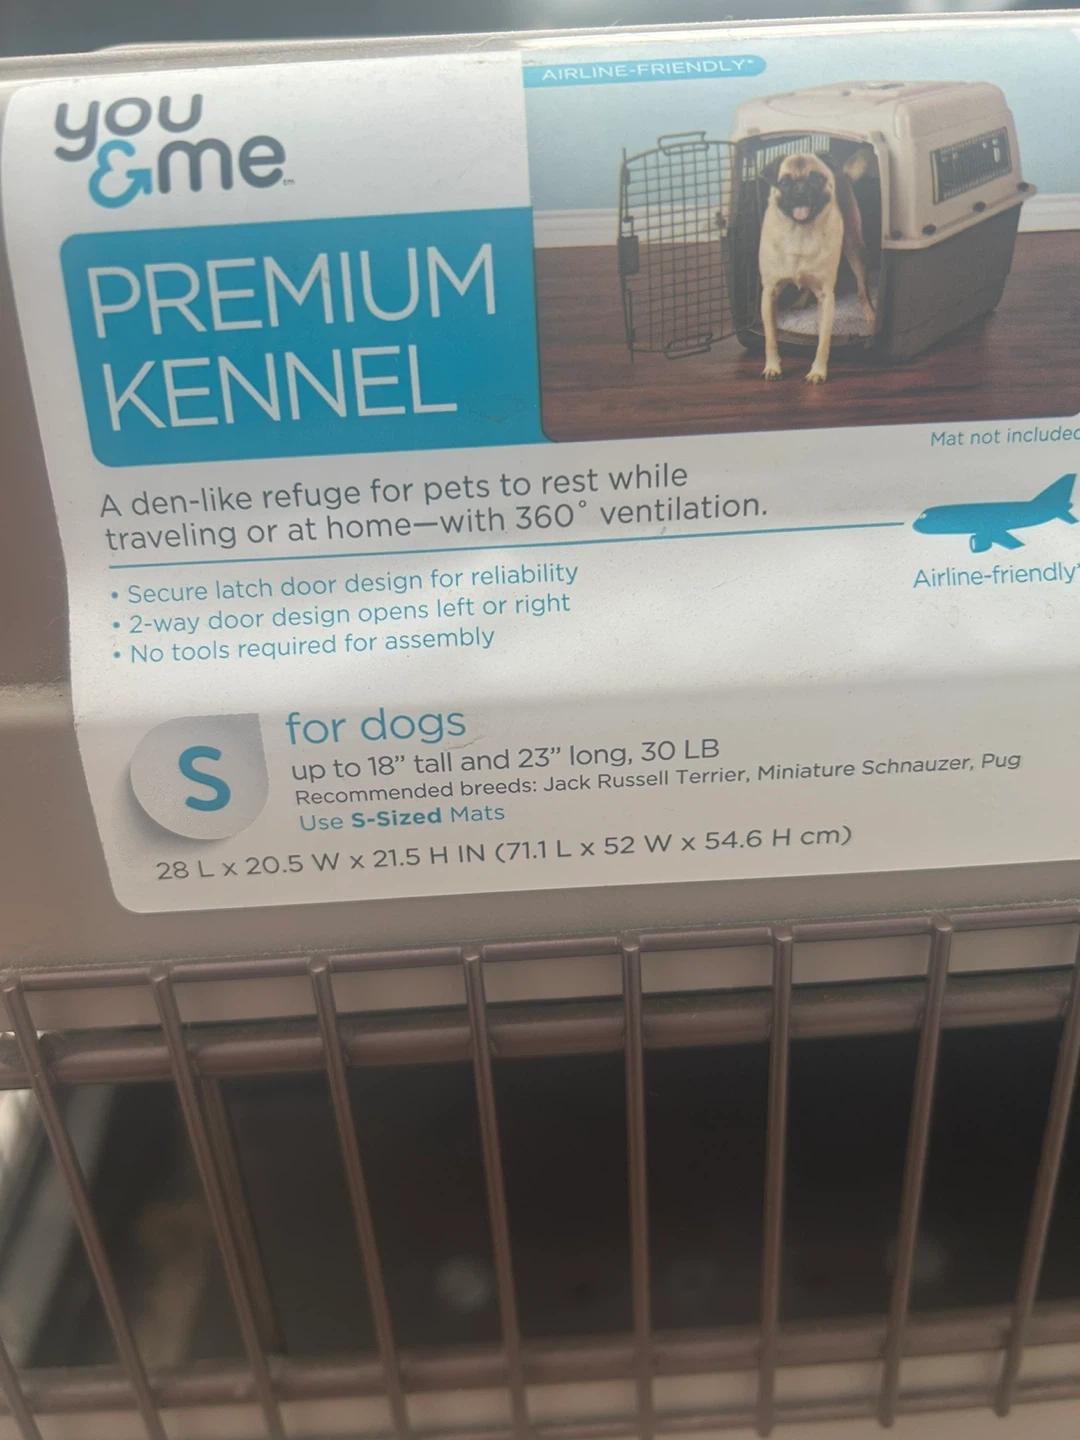 you
&me™
AIRLINE-FRIENDLY*
PREMIUM
KENNEL
Mat not included
A den-like refuge for pets to rest while
traveling or at home—with 360° ventilation.
• Secure latch door design for reliability
• 2-way door design opens left or right
• No tools required for assembly
Airline-friendly*
S
for dogs
up to 18” tall and 23” long, 30 LB
Recommended breeds: Jack Russell Terrier, Miniature Schnauzer, Pug
Use S-Sized Mats
28 L x 20.5 W x 21.5 H IN (71.1 L x 52 W x 54.6 H cm)